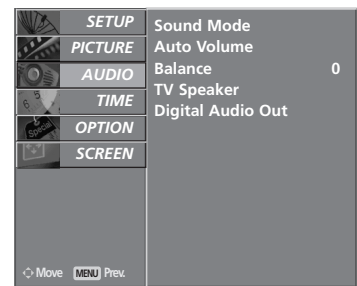 SETUP
PICTURE
AUDIO
TIME
OPTION
SCREEN
Move MENU Prev.
Sound Mode
Auto Volume
Balance 0
TV Speaker
Digital Audio Out